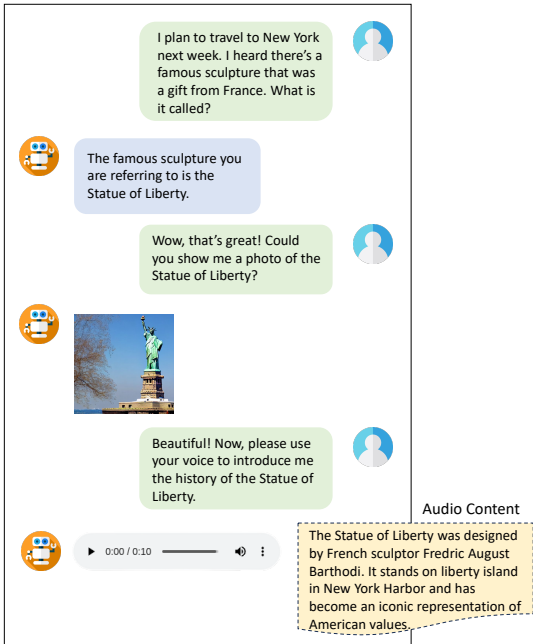 I plan to travel to New York
next week. I heard there's a
famous sculpture that was
a gift from France. What is
it called?
The famous sculpture you
are referring to is the
Statue of Liberty.
Wow, that's great! Could
you show me a photo of the
Statue of Liberty?
Beautiful! Now, please use
your voice to introduce me
the history of the Statue of
Liberty.
Audio Content
0:00 / 0:10
The Statue of Liberty was designed
by French sculptor Fredric August
Barthodi. It stands on liberty island
in New York Harbor and has
become an iconic representation of
American values.